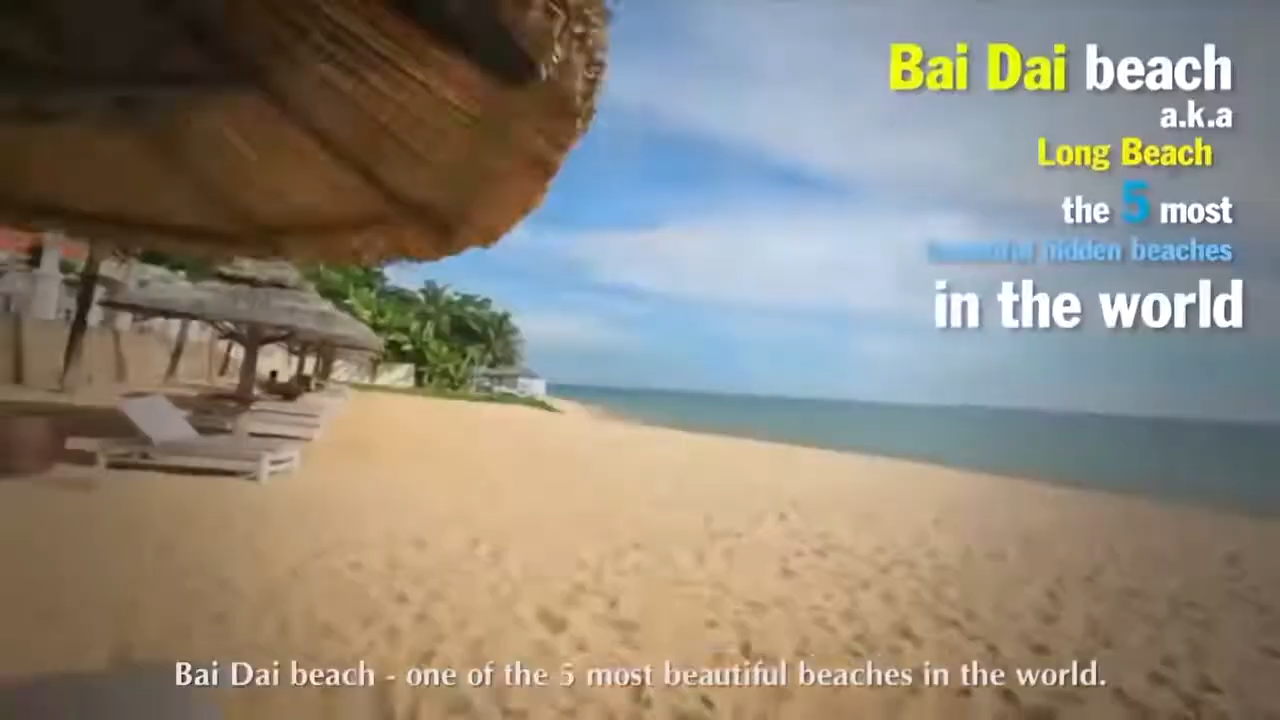 Bai Dai beach
a.k.a
Long Beach
the 5 most
beautiful hidden beaches
in the world
Bai Dai beach - one of the 5 most beautiful beaches in the world.